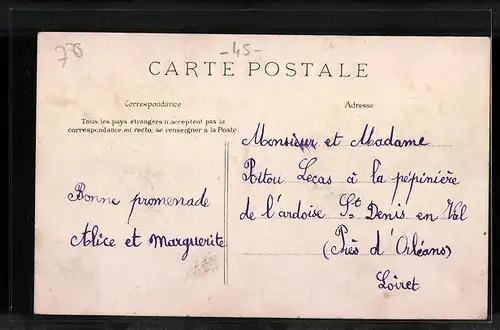 776
-45-
CARTE POSTALE
Correspondance
Tous les pays étrangers n'acceptent pas la
correspondance au recto, se renseigner à la Poste.
Bonne promenade
Alice et Marguerite
Adresse
Monsieur et Madame
Poitou Lecas à la pépinière
de l'ardoise St Denis en Val
(Près d'Orléans)
Loiret